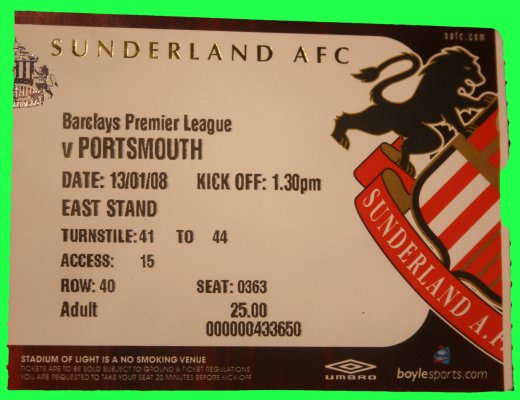 safc.com
SUNDERLAND AFC
Barclays Premier League
v PORTSMOUTH
DATE: 13/01/08 KICK OFF: 1.30pm
EAST STAND
TURNSTILE: 41 TO 44
ACCESS: 15
ROW: 40 SEAT: 0363
Adult 25.00
000000433650
SUNDERLAND A.F.
STADIUM OF LIGHT IS A NO SMOKING VENUE
TICKETS ARE TO BE SOLD SUBJECT TO GROUND & TICKET REGULATIONS
YOU ARE REQUESTED TO TAKE YOUR SEAT 20 MINUTES BEFORE KICK-OFF
UMBRO
boylesports.com